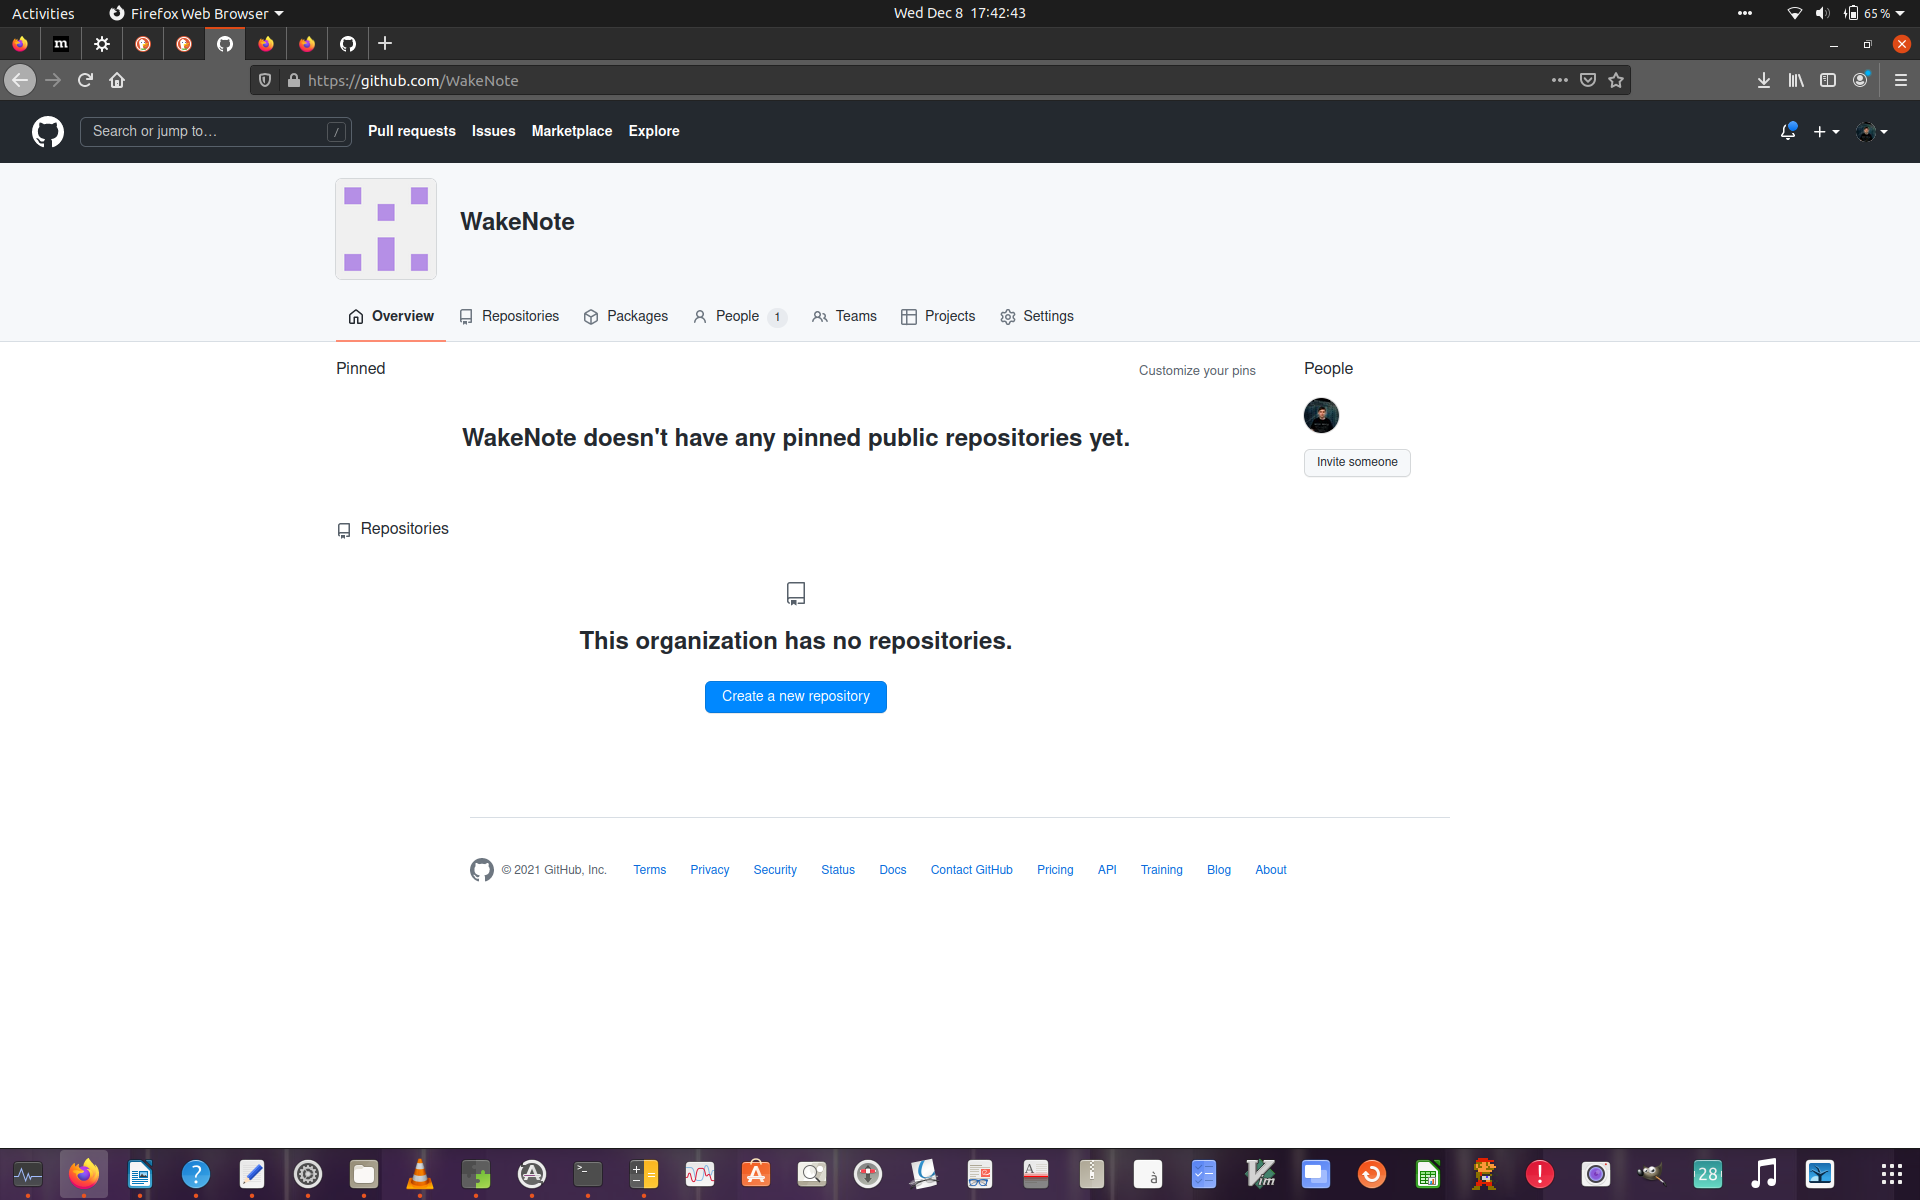 Activities Firefox Web Browser Wed Dec 8 17:42:43 65 %
m
https://github.com/WakeNote
Search or jump to… / Pull requests Issues Marketplace Explore
WakeNote
Overview Repositories Packages People 1 Teams Projects Settings
Pinned Customize your pins People
WakeNote doesn't have any pinned public repositories yet.
Invite someone
Repositories
This organization has no repositories.
Create a new repository
© 2021 GitHub, Inc. Terms Privacy Security Status Docs Contact GitHub Pricing API Training Blog About
? >_ A à Vim ! 28